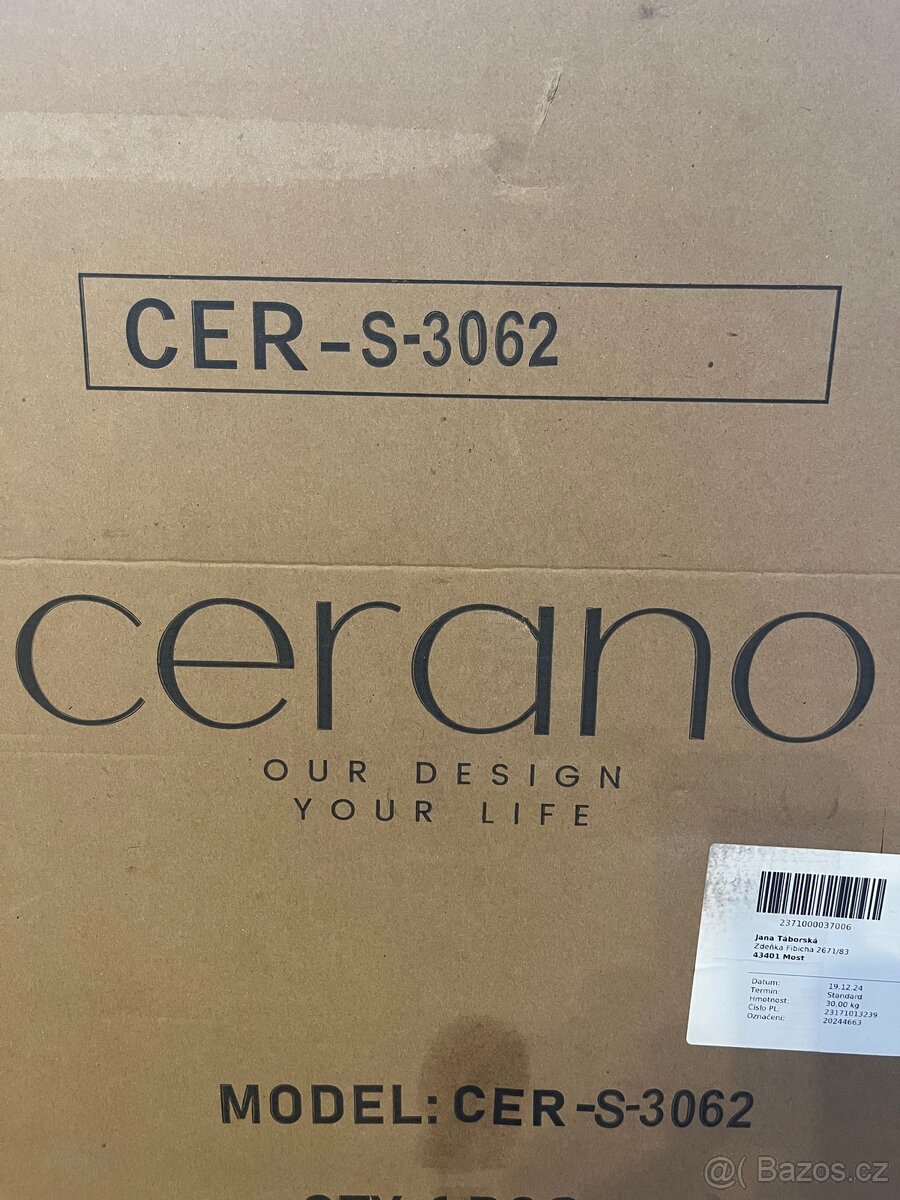 CER-S-3062
cerano
OUR DESIGN
YOUR LIFE
2371000037006
Jana Táborská
Zdeňka Fibicha 2671/83
43401 Most
Datum: 19.12.24
Termín: Standard
Hmotnost: 30,00 kg
Číslo PL: 23171013239
Označení: 20244663
MODEL: CER-S-3062
@( Bazos.cz